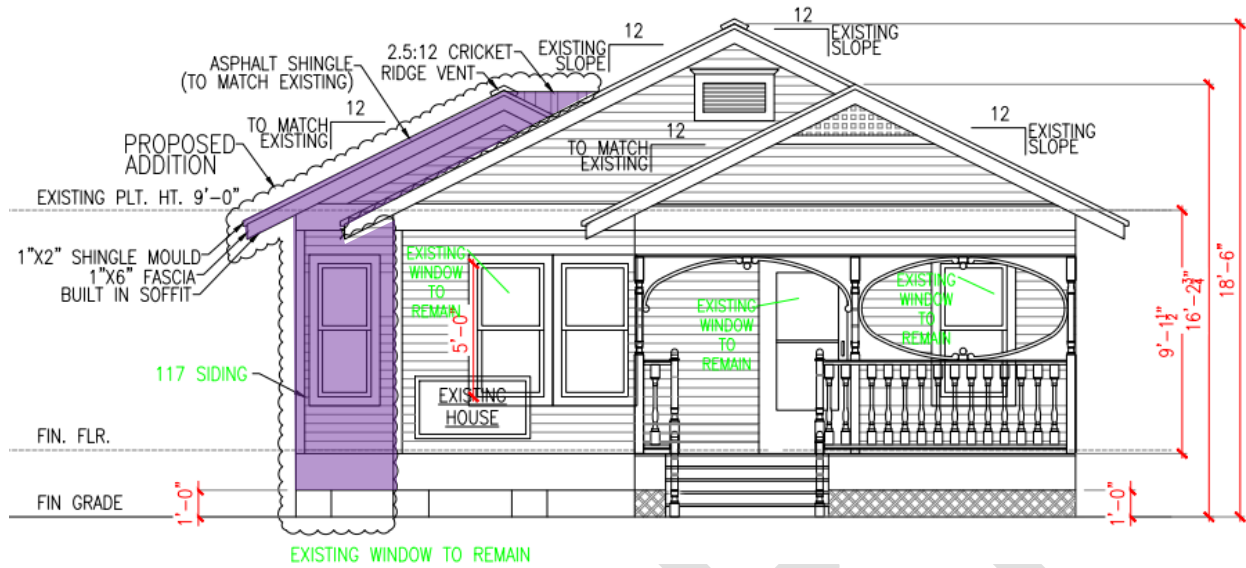 12
EXISTING
SLOPE
12
EXISTING
SLOPE
2.5:12 CRICKET
RIDGE VENT
ASPHALT SHINGLE
(TO MATCH EXISTING)
12
TO MATCH
EXISTING
PROPOSED
ADDITION
12
TO MATCH
EXISTING
12
EXISTING
SLOPE
EXISTING PLT. HT. 9'-0"
1"X2" SHINGLE MOULD
1"X6" FASCIA
BUILT IN SOFFIT
EXISTING
WINDOW
TO
REMAIN
5'-0"
EXISTING
WINDOW
TO
REMAIN
EXISTING
WINDOW
TO
REMAIN
117 SIDING
EXISTING
HOUSE
9'-1½"
16'-2¾"
18'-6"
FIN. FLR.
FIN GRADE
1'-0"
1'-0"
EXISTING WINDOW TO REMAIN